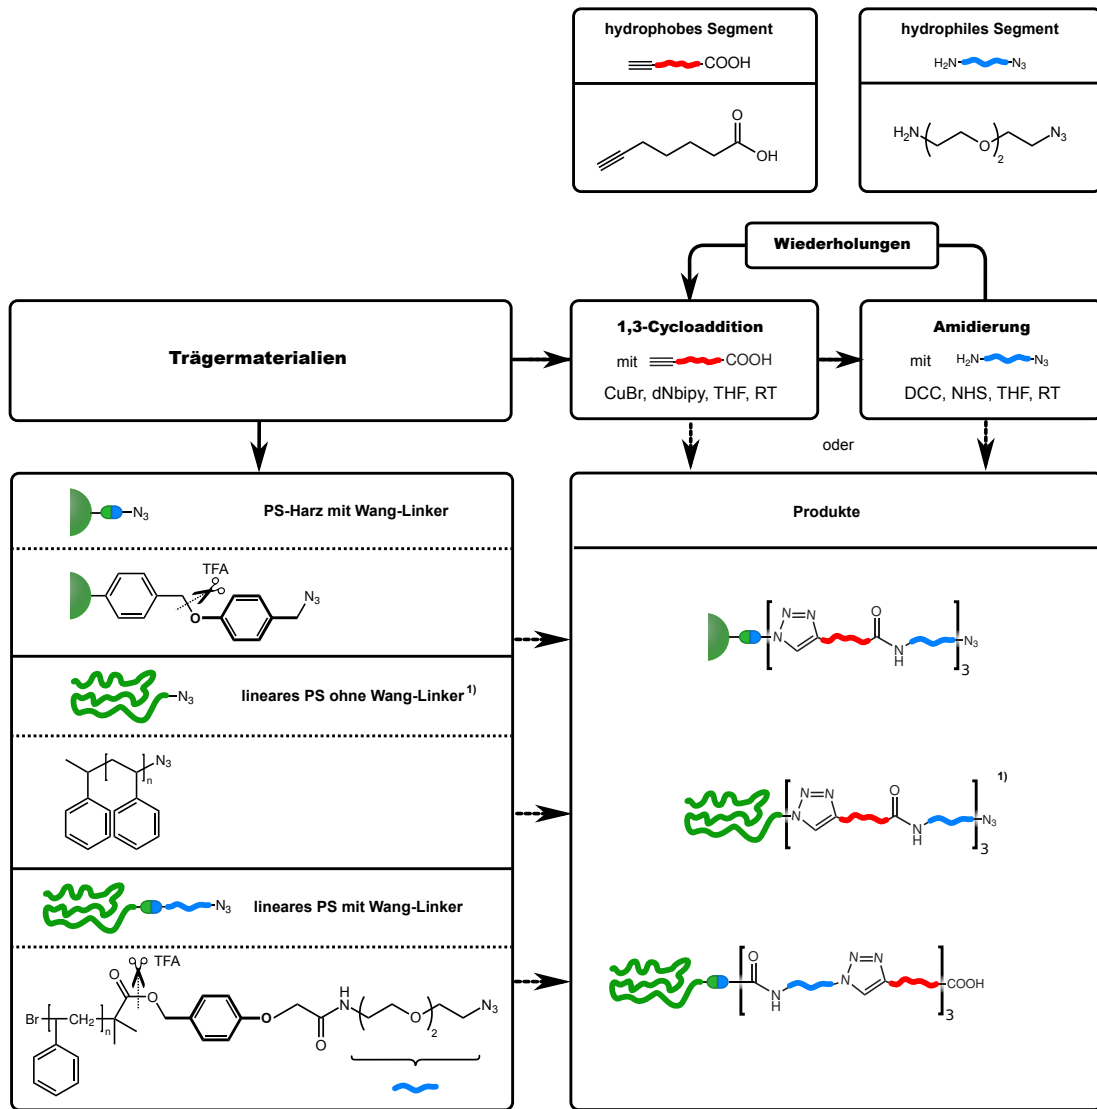 hydrophobes Segment
COOH
O
OH
hydrophiles Segment
H₂N
N₃
H₂N
O
2
N₃
Wiederholungen
Trägermaterialien
1,3-Cycloaddition
mit COOH
CuBr, dNbipy, THF, RT
Amidierung
mit H₂N N₃
DCC, NHS, THF, RT
oder
N₃ PS-Harz mit Wang-Linker
TFA
O
N₃
N₃ lineares PS ohne Wang-Linker 1)
N₃
n
N₃ lineares PS mit Wang-Linker
TFA
O
O
Br
CH₂
n
O
O
H
N
O
2
N₃
Produkte
N N N
O
N
H
N₃
3
1)
N N N
O
N
H
N₃
3
O
N
H
N N N
COOH
3